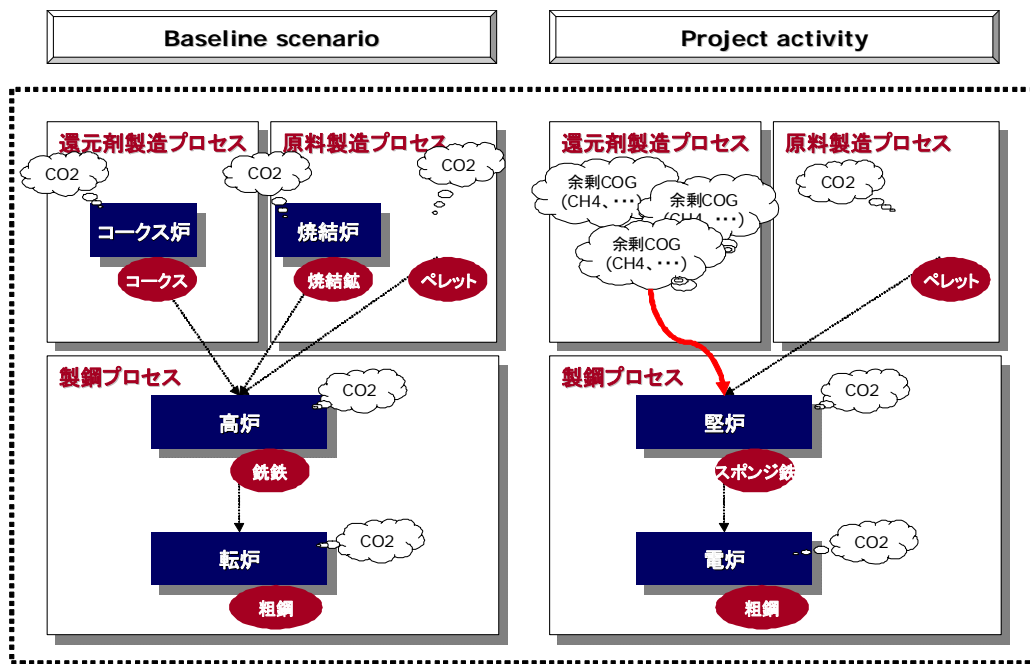 Baseline scenario
Project activity
還元剤製造プロセス
原料製造プロセス
CO2
CO2
CO2
コークス炉
焼結炉
コークス
焼結鉱
ペレット
製鋼プロセス
CO2
高炉
銑鉄
CO2
転炉
粗鋼
還元剤製造プロセス
原料製造プロセス
余剰COG
(CH4、・・・)
余剰COG
(CH4、・・・)
余剰COG
(CH4、・・・)
CO2
ペレット
製鋼プロセス
CO2
堅炉
スポンジ鉄
CO2
電炉
粗鋼